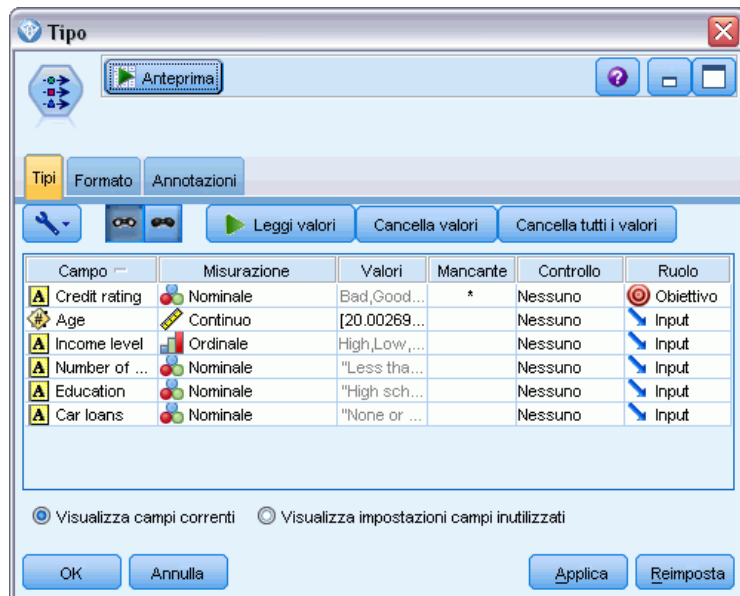 Tipo
Anteprima
Tipi Formato Annotazioni
Leggi valori Cancella valori Cancella tutti i valori
Campo Misurazione Valori Mancante Controllo Ruolo
Credit rating Nominale Bad,Good... * Nessuno Obiettivo
Age Continuo [20.00269... Nessuno Input
Income level Ordinale High,Low,... Nessuno Input
Number of ... Nominale "Less tha... Nessuno Input
Education Nominale "High sch... Nessuno Input
Car loans Nominale "None or ... Nessuno Input
Visualizza campi correnti Visualizza impostazioni campi inutilizzati
OK Annulla Applica Reimposta